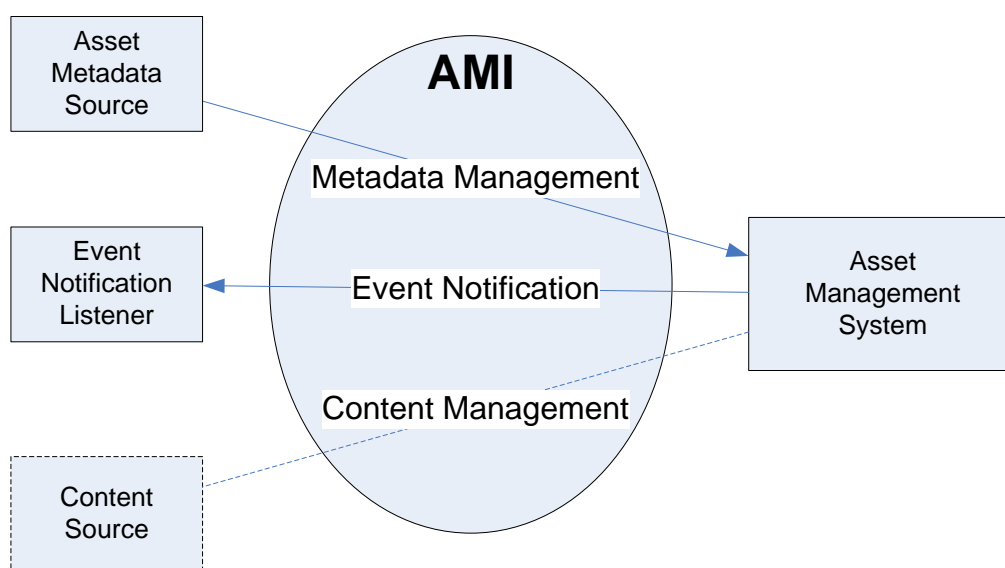 Asset
Metadata
Source
AMI
Metadata Management
Event
Notification
Listener
Event Notification
Asset
Management
System
Content Management
Content
Source